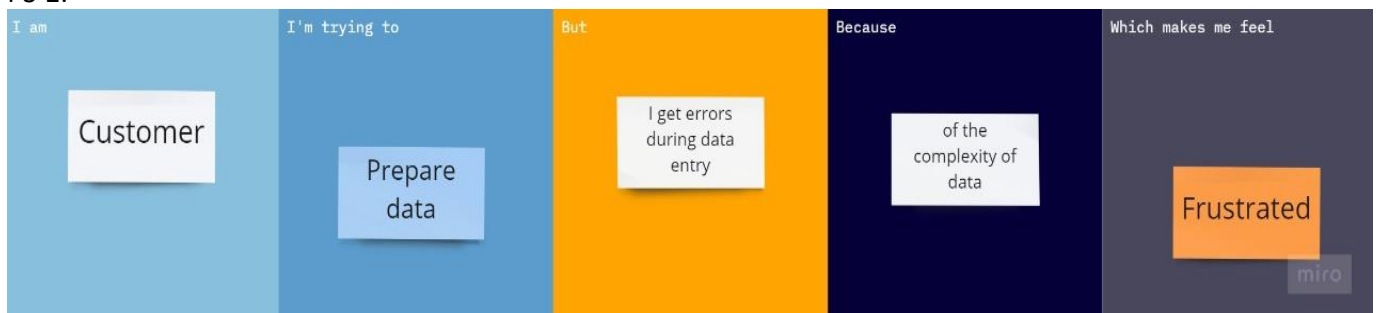 I am
Customer
I'm trying to
Prepare
data
But
I get errors
during data
entry
Because
of the
complexity of
data
Which makes me feel
Frustrated
miro